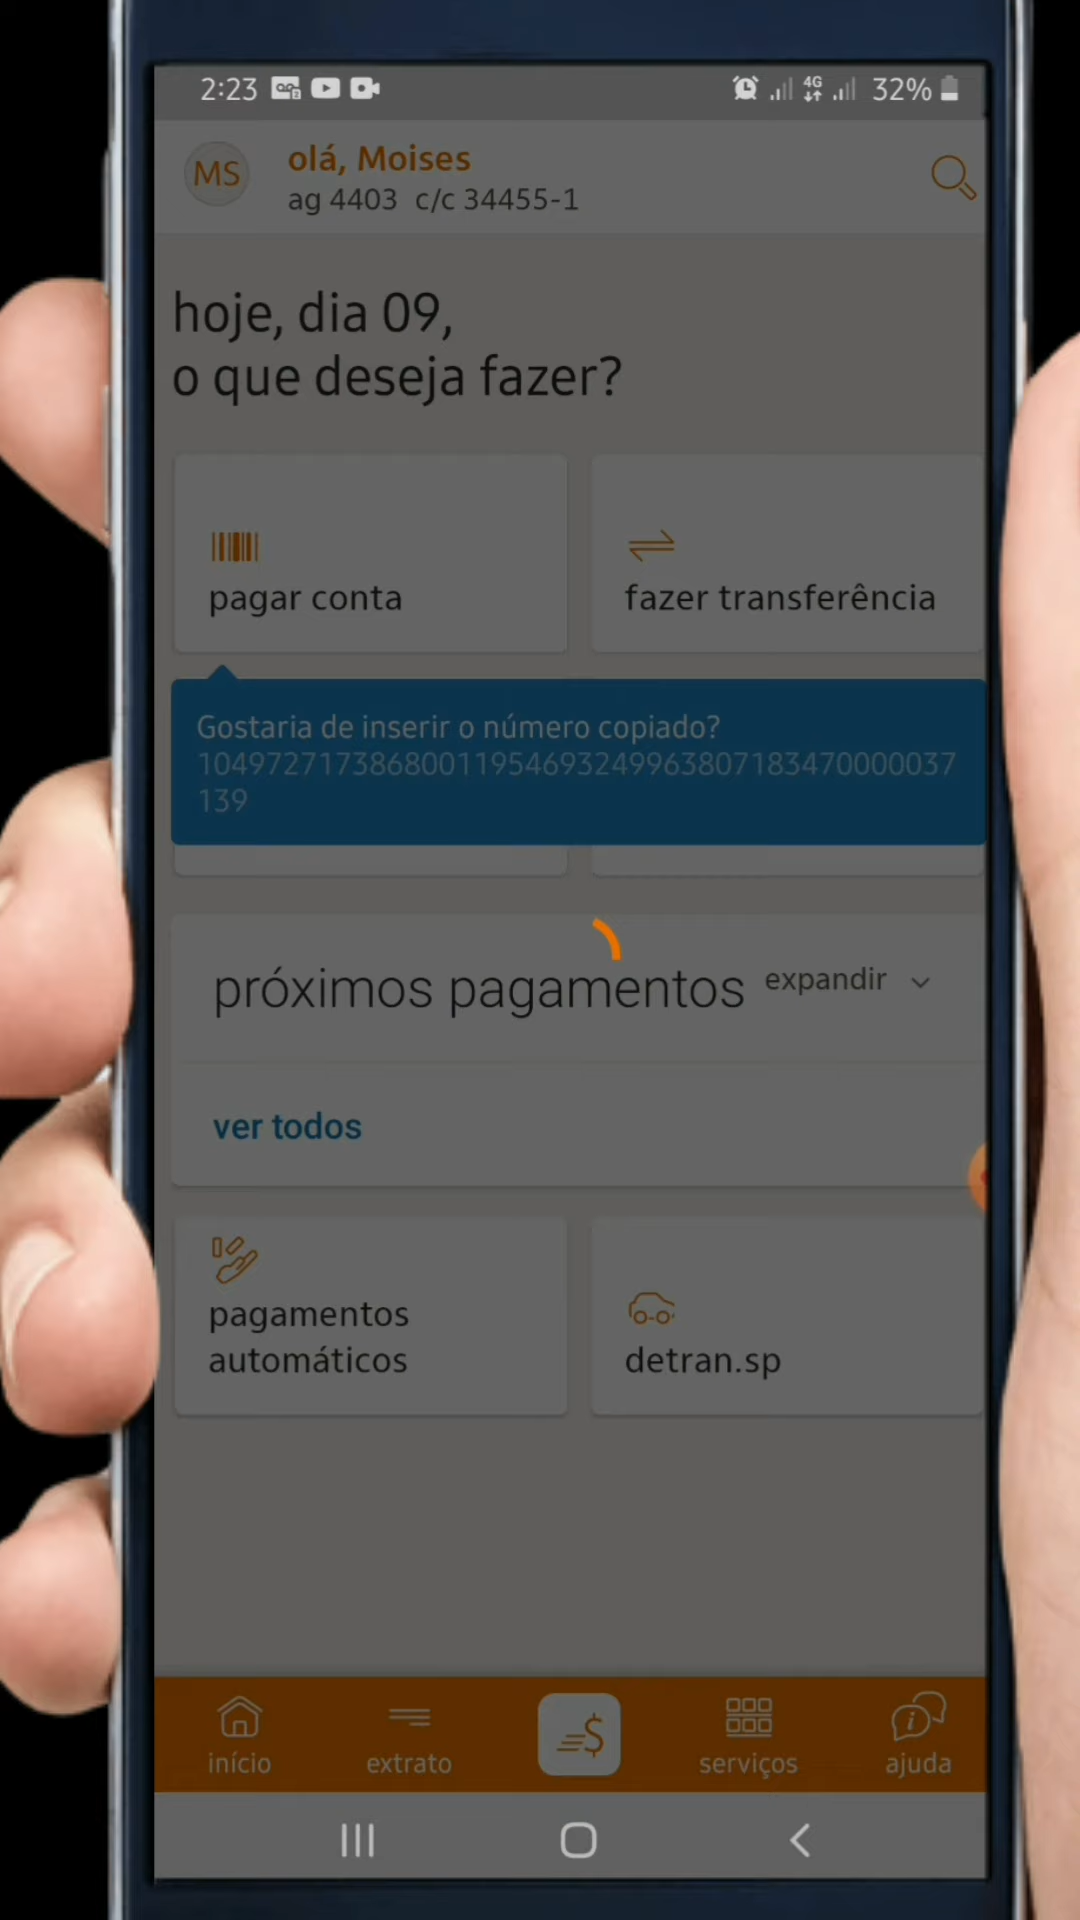 2:23 4G 32%
MS
olá, Moises
ag 4403 c/c 34455-1
hoje, dia 09,
o que deseja fazer?
pagar conta
fazer transferência
Gostaria de inserir o número copiado?
10497271738680011954693249963807183470000037
139
próximos pagamentos expandir
ver todos
pagamentos
automáticos
detran.sp
início extrato $ serviços ajuda